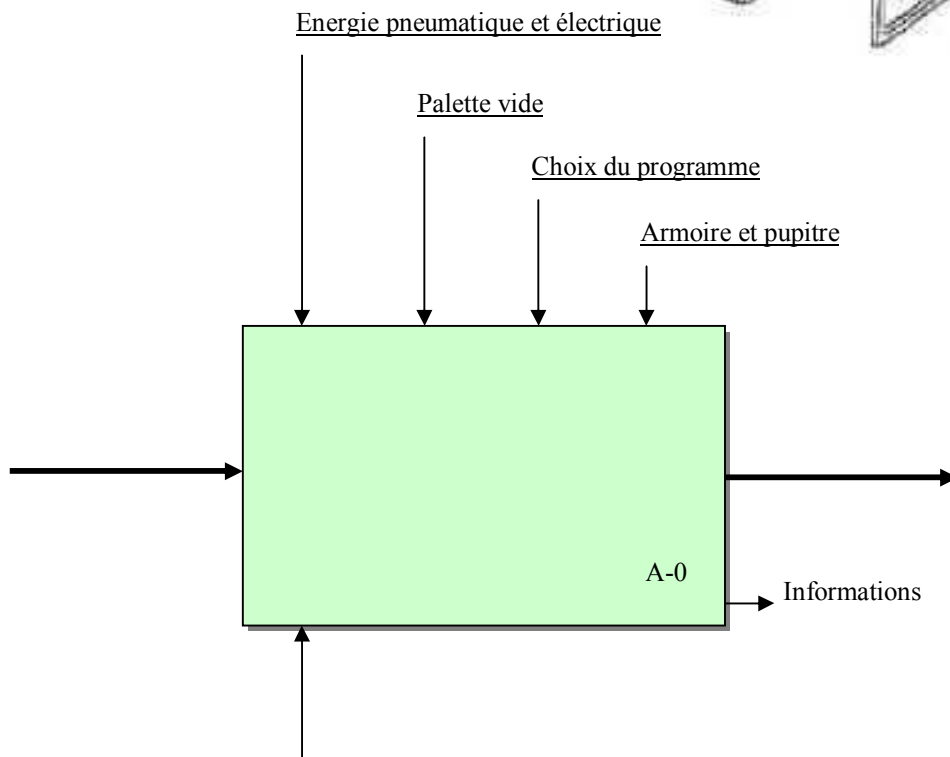 Energie pneumatique et électrique
Palette vide
Choix du programme
Armoire et pupitre
A-0
Informations